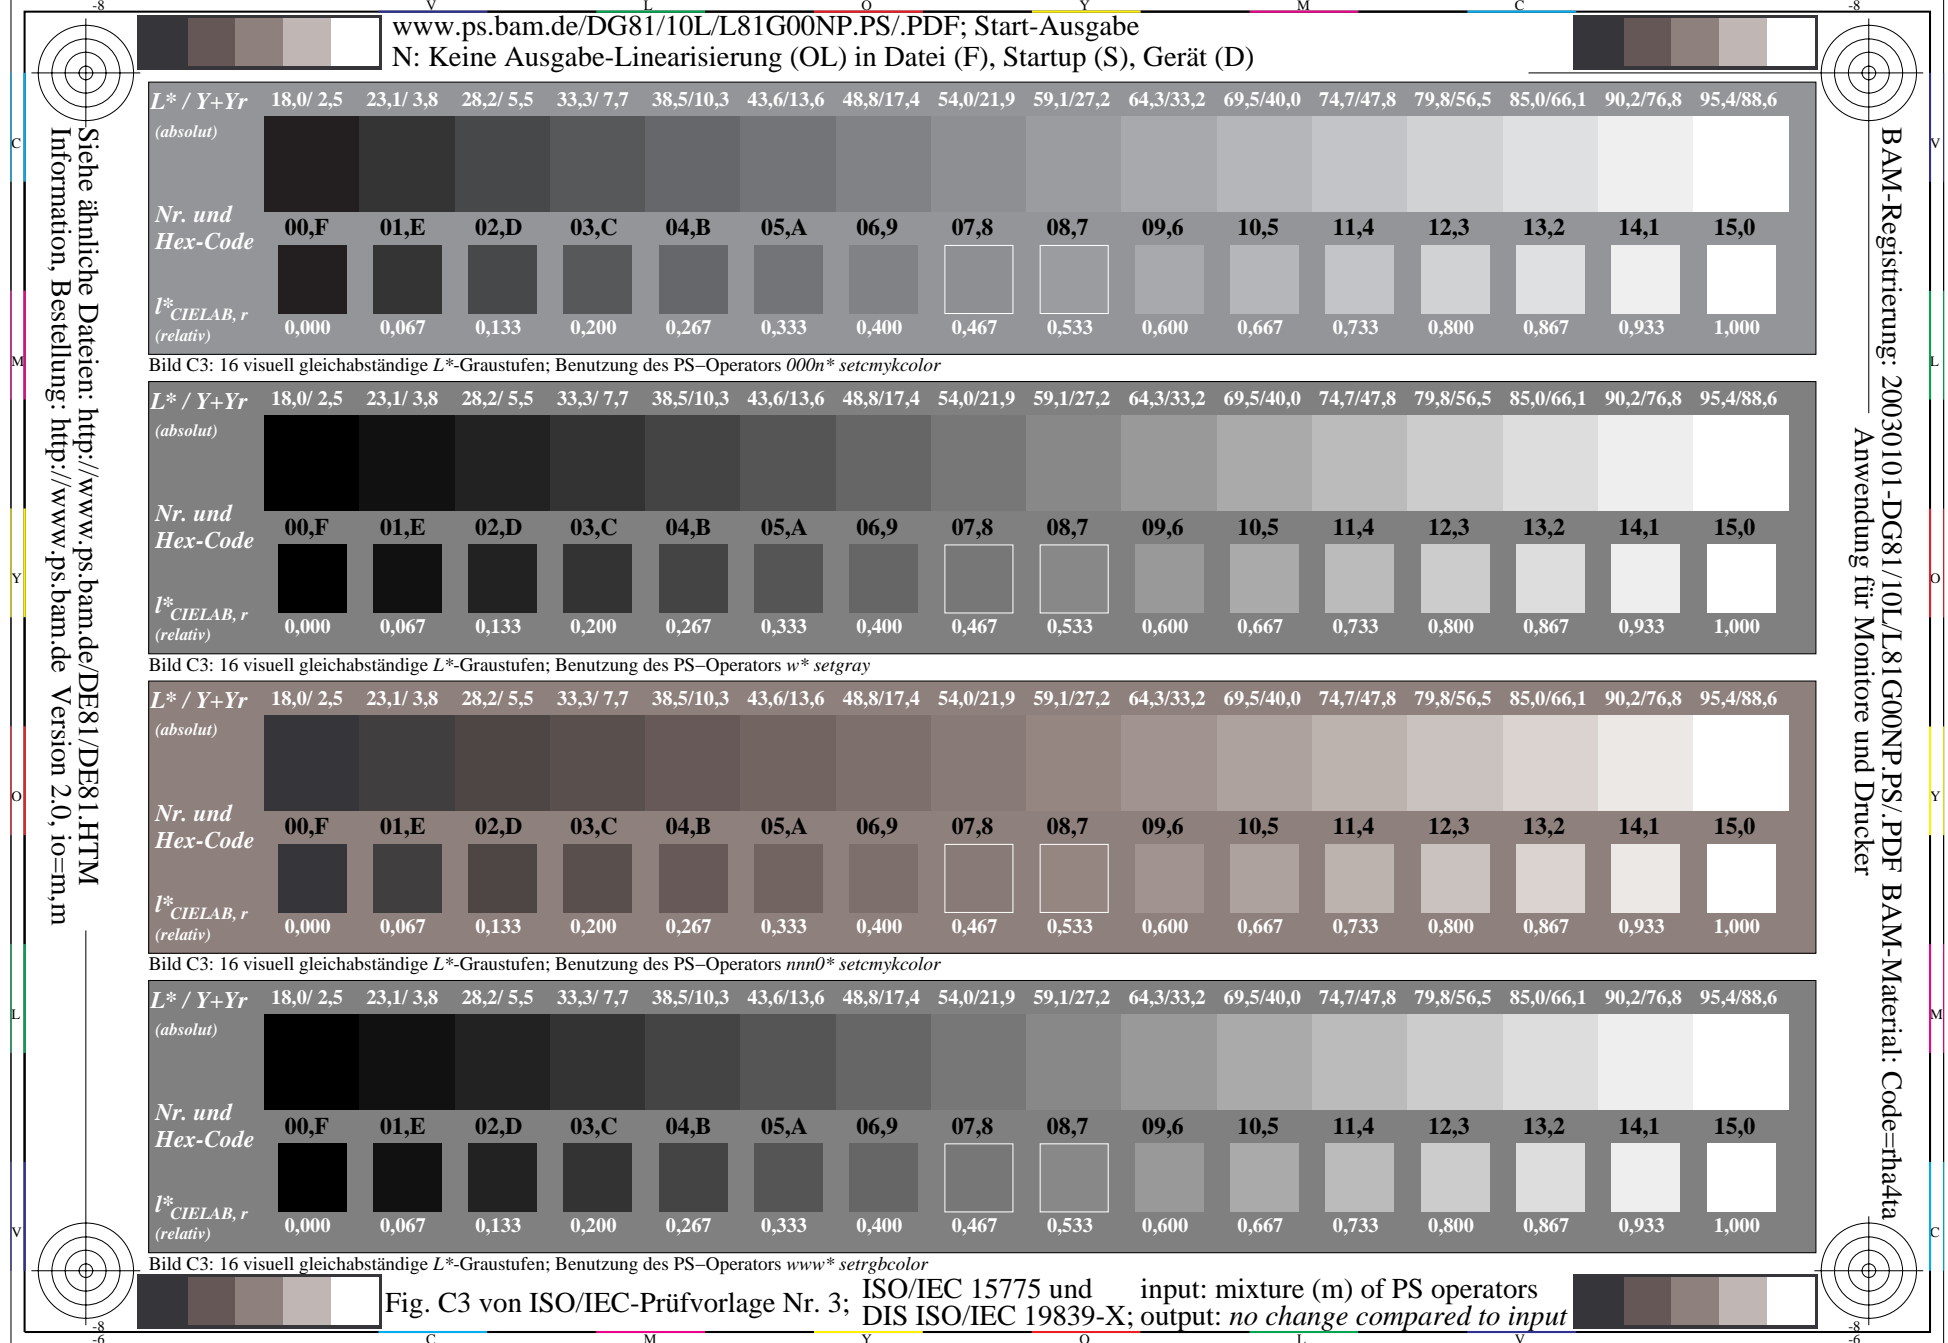 -8 V L O Y M C -8
www.ps.bam.de/DG81/10L/L81G00NP.PS/.PDF; Start-Ausgabe
N: Keine Ausgabe-Linearisierung (OL) in Datei (F), Startup (S), Gerät (D)
L* / Y+Yr 18,0/ 2,5 23,1/ 3,8 28,2/ 5,5 33,3/ 7,7 38,5/10,3 43,6/13,6 48,8/17,4 54,0/21,9 59,1/27,2 64,3/33,2 69,5/40,0 74,7/47,8 79,8/56,5 85,0/66,1 90,2/76,8 95,4/88,6
(absolut)
Nr. und
Hex-Code 00,F 01,E 02,D 03,C 04,B 05,A 06,9 07,8 08,7 09,6 10,5 11,4 12,3 13,2 14,1 15,0
l*CIELAB, r
(relativ) 0,000 0,067 0,133 0,200 0,267 0,333 0,400 0,467 0,533 0,600 0,667 0,733 0,800 0,867 0,933 1,000
Bild C3: 16 visuell gleichabständige L*-Graustufen; Benutzung des PS−Operators 000n* setcmykcolor
L* / Y+Yr 18,0/ 2,5 23,1/ 3,8 28,2/ 5,5 33,3/ 7,7 38,5/10,3 43,6/13,6 48,8/17,4 54,0/21,9 59,1/27,2 64,3/33,2 69,5/40,0 74,7/47,8 79,8/56,5 85,0/66,1 90,2/76,8 95,4/88,6
(absolut)
Nr. und
Hex-Code 00,F 01,E 02,D 03,C 04,B 05,A 06,9 07,8 08,7 09,6 10,5 11,4 12,3 13,2 14,1 15,0
l*CIELAB, r
(relativ) 0,000 0,067 0,133 0,200 0,267 0,333 0,400 0,467 0,533 0,600 0,667 0,733 0,800 0,867 0,933 1,000
Bild C3: 16 visuell gleichabständige L*-Graustufen; Benutzung des PS−Operators w* setgray
L* / Y+Yr 18,0/ 2,5 23,1/ 3,8 28,2/ 5,5 33,3/ 7,7 38,5/10,3 43,6/13,6 48,8/17,4 54,0/21,9 59,1/27,2 64,3/33,2 69,5/40,0 74,7/47,8 79,8/56,5 85,0/66,1 90,2/76,8 95,4/88,6
(absolut)
Nr. und
Hex-Code 00,F 01,E 02,D 03,C 04,B 05,A 06,9 07,8 08,7 09,6 10,5 11,4 12,3 13,2 14,1 15,0
l*CIELAB, r
(relativ) 0,000 0,067 0,133 0,200 0,267 0,333 0,400 0,467 0,533 0,600 0,667 0,733 0,800 0,867 0,933 1,000
Bild C3: 16 visuell gleichabständige L*-Graustufen; Benutzung des PS−Operators nnn0* setcmykcolor
L* / Y+Yr 18,0/ 2,5 23,1/ 3,8 28,2/ 5,5 33,3/ 7,7 38,5/10,3 43,6/13,6 48,8/17,4 54,0/21,9 59,1/27,2 64,3/33,2 69,5/40,0 74,7/47,8 79,8/56,5 85,0/66,1 90,2/76,8 95,4/88,6
(absolut)
Nr. und
Hex-Code 00,F 01,E 02,D 03,C 04,B 05,A 06,9 07,8 08,7 09,6 10,5 11,4 12,3 13,2 14,1 15,0
l*CIELAB, r
(relativ) 0,000 0,067 0,133 0,200 0,267 0,333 0,400 0,467 0,533 0,600 0,667 0,733 0,800 0,867 0,933 1,000
Bild C3: 16 visuell gleichabständige L*-Graustufen; Benutzung des PS−Operators www* setrgbcolor
Fig. C3 von ISO/IEC-Prüfvorlage Nr. 3;
ISO/IEC 15775 und input: mixture (m) of PS operators
DIS ISO/IEC 19839-X; output: no change compared to input
-8 -8
-6 C M Y O L V -6
Siehe ähnliche Dateien: http://www.ps.bam.de/DE81/DE81.HTM
Information, Bestellung: http://www.ps.bam.de Version 2.0, io=m,m
BAM-Registrierung: 20030101-DG81/10L/L81G00NP.PS/.PDF BAM-Material: Code=rha4ta
Anwendung für Monitore und Drucker
C
M
Y
O
L
V
V
L
O
Y
M
C